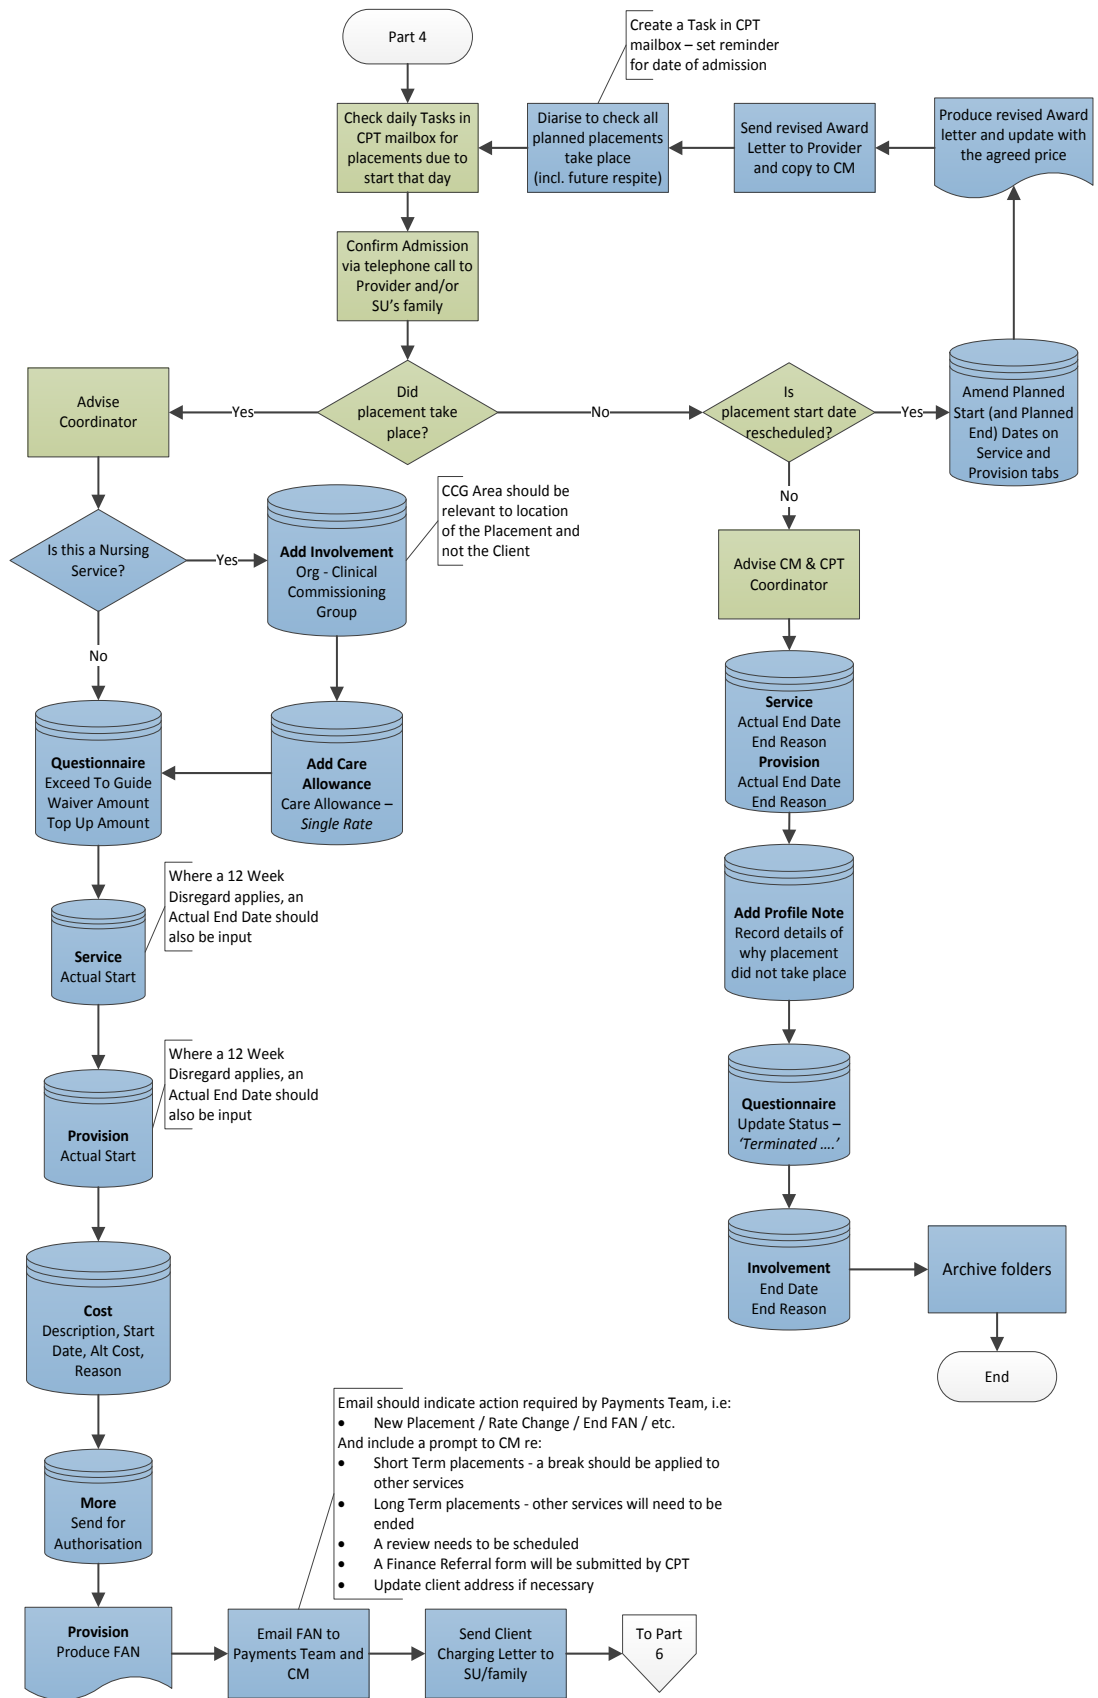 Part 4
Create a Task in CPT
mailbox – set reminder
for date of admission
Check daily Tasks in
CPT mailbox for
placements due to
start that day
Diarise to check all
planned placements
take place
(incl. future respite)
Send revised Award
Letter to Provider
and copy to CM
Produce revised Award
letter and update with
the agreed price
Confirm Admission
via telephone call to
Provider and/or
SU's family
Did
placement take
place?
Yes
No
Advise
Coordinator
Is
placement start date
rescheduled?
Yes
No
Amend Planned
Start (and Planned
End) Dates on
Service and
Provision tabs
Is this a Nursing
Service?
Yes
No
Add Involvement
Org - Clinical
Commissioning
Group
CCG Area should be
relevant to location
of the Placement and
not the Client
Advise CM & CPT
Coordinator
Questionnaire
Exceed To Guide
Waiver Amount
Top Up Amount
Add Care
Allowance
Care Allowance –
Single Rate
Service
Actual End Date
End Reason
Provision
Actual End Date
End Reason
Where a 12 Week
Disregard applies, an
Actual End Date should
also be input
Service
Actual Start
Add Profile Note
Record details of
why placement
did not take place
Where a 12 Week
Disregard applies, an
Actual End Date should
also be input
Provision
Actual Start
Questionnaire
Update Status –
'Terminated ....'
Involvement
End Date
End Reason
Archive folders
End
Cost
Description, Start
Date, Alt Cost,
Reason
Email should indicate action required by Payments Team, i.e:
• New Placement / Rate Change / End FAN / etc.
And include a prompt to CM re:
• Short Term placements - a break should be applied to
other services
• Long Term placements - other services will need to be
ended
• A review needs to be scheduled
• A Finance Referral form will be submitted by CPT
• Update client address if necessary
More
Send for
Authorisation
Provision
Produce FAN
Email FAN to
Payments Team and
CM
Send Client
Charging Letter to
SU/family
To Part
6